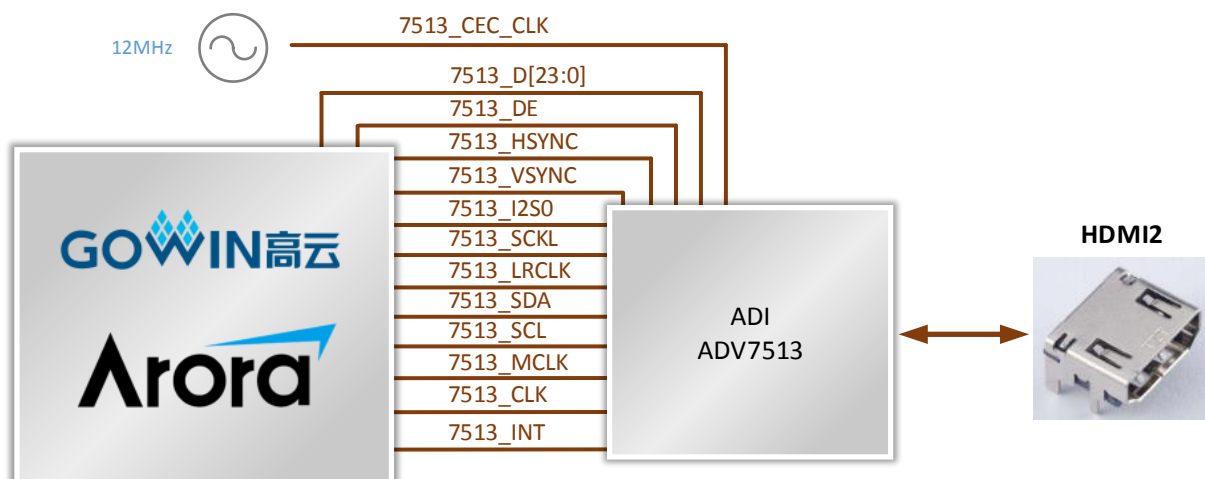 7513_CEC_CLK
12MHz
7513_D[23:0]
7513_DE
7513_HSYNC
7513_VSYNC
7513_I2S0
7513_SCKL
7513_LRCLK
7513_SDA
7513_SCL
7513_MCLK
7513_CLK
7513_INT
GOWIN高云
Arora
ADI
ADV7513
HDMI2